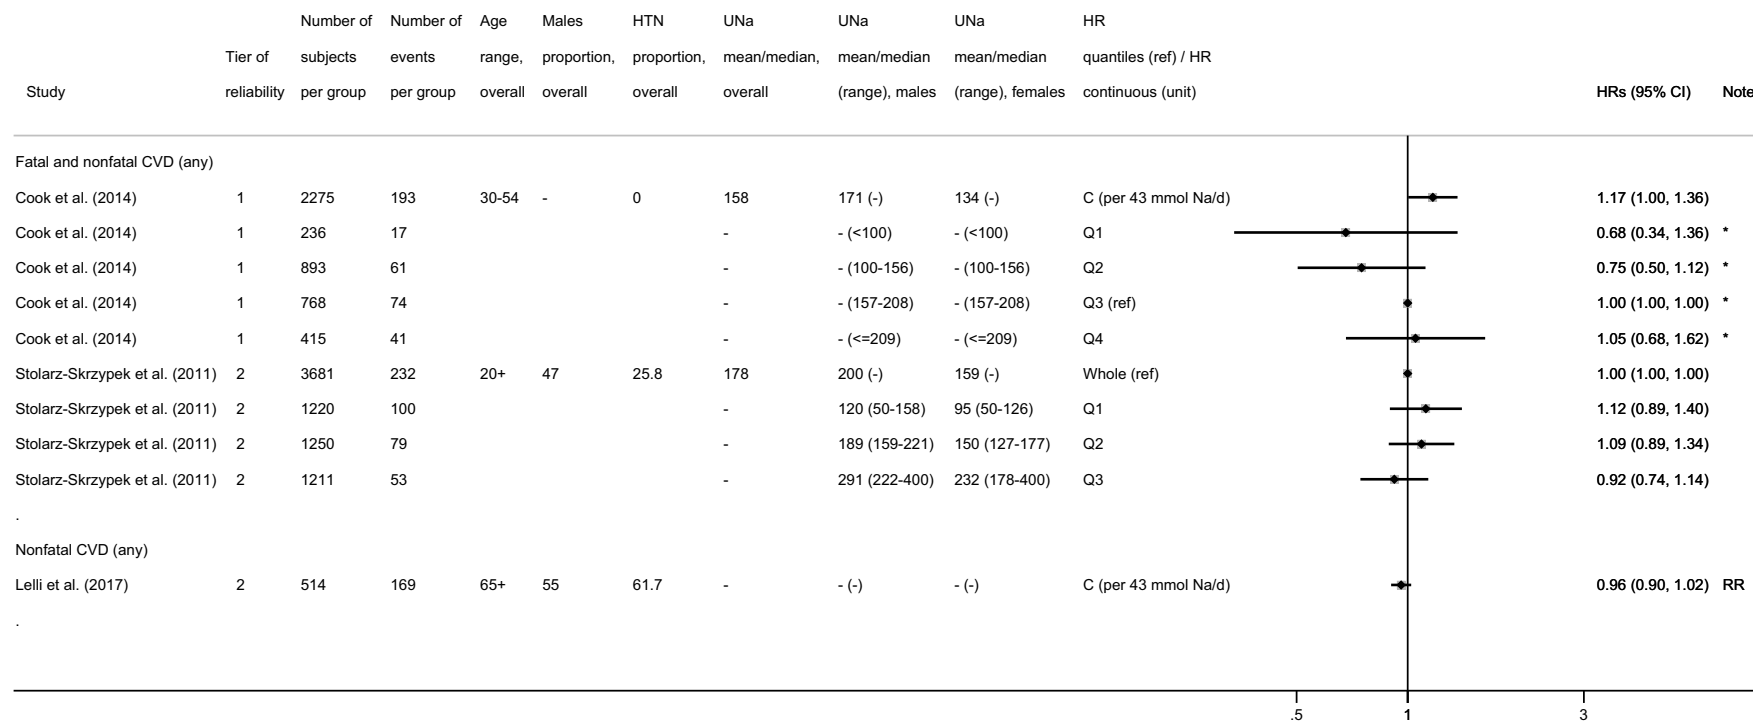 Number of Number of Age Males HTN UNa UNa UNa HR
Tier of subjects events range, proportion, proportion, mean/median, mean/median mean/median quantiles (ref) / HR
Study reliability per group per group overall overall overall overall (range), males (range), females continuous (unit) HRs (95% CI) Note
Fatal and nonfatal CVD (any)
Cook et al. (2014) 1 2275 193 30-54 - 0 158 171 (-) 134 (-) C (per 43 mmol Na/d) 1.17 (1.00, 1.36)
Cook et al. (2014) 1 236 17 - - (<100) - (<100) Q1 0.68 (0.34, 1.36) *
Cook et al. (2014) 1 893 61 - - (100-156) - (100-156) Q2 0.75 (0.50, 1.12) *
Cook et al. (2014) 1 768 74 - - (157-208) - (157-208) Q3 (ref) 1.00 (1.00, 1.00) *
Cook et al. (2014) 1 415 41 - - (<=209) - (<=209) Q4 1.05 (0.68, 1.62) *
Stolarz-Skrzypek et al. (2011) 2 3681 232 20+ 47 25.8 178 200 (-) 159 (-) Whole (ref) 1.00 (1.00, 1.00)
Stolarz-Skrzypek et al. (2011) 2 1220 100 - 120 (50-158) 95 (50-126) Q1 1.12 (0.89, 1.40)
Stolarz-Skrzypek et al. (2011) 2 1250 79 - 189 (159-221) 150 (127-177) Q2 1.09 (0.89, 1.34)
Stolarz-Skrzypek et al. (2011) 2 1211 53 - 291 (222-400) 232 (178-400) Q3 0.92 (0.74, 1.14)
.
Nonfatal CVD (any)
Lelli et al. (2017) 2 514 169 65+ 55 61.7 - - (-) - (-) C (per 43 mmol Na/d) 0.96 (0.90, 1.02) RR
.
.5 1 3